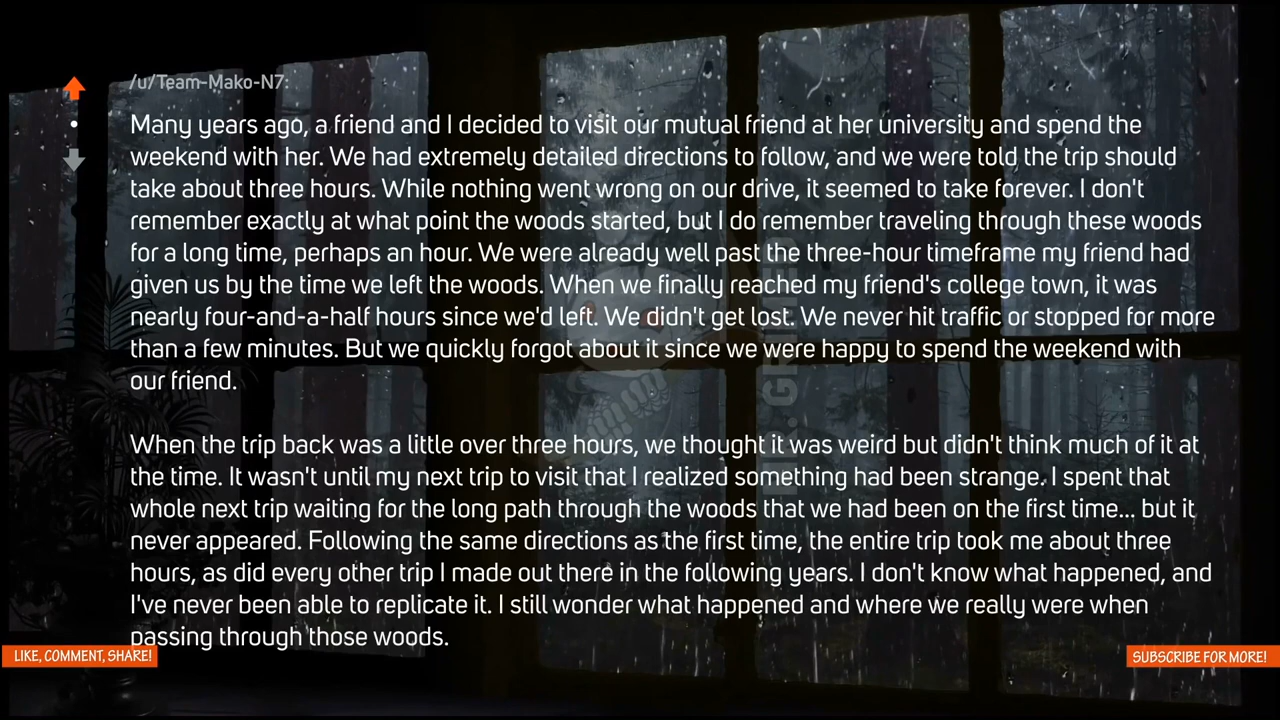 /u/Team-Mako-N7:
Many years ago, a friend and I decided to visit our mutual friend at her university and spend the
weekend with her. We had extremely detailed directions to follow, and we were told the trip should
take about three hours. While nothing went wrong on our drive, it seemed to take forever. I don't
remember exactly at what point the woods started, but I do remember traveling through these woods
for a long time, perhaps an hour. We were already well past the three-hour timeframe my friend had
given us by the time we left the woods. When we finally reached my friend's college town, it was
nearly four-and-a-half hours since we'd left. We didn't get lost. We never hit traffic or stopped for more
than a few minutes. But we quickly forgot about it since we were happy to spend the weekend with
our friend.
When the trip back was a little over three hours, we thought it was weird but didn't think much of it at
the time. It wasn't until my next trip to visit that I realized something had been strange. I spent that
whole next trip waiting for the long path through the woods that we had been on the first time... but it
never appeared. Following the same directions as the first time, the entire trip took me about three
hours, as did every other trip I made out there in the following years. I don't know what happened, and
I've never been able to replicate it. I still wonder what happened and where we really were when
passing through those woods.
LIKE, COMMENT, SHARE!
SUBSCRIBE FOR MORE!